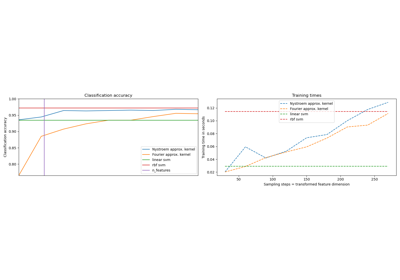 Classification accuracy
Classification accuracy
1.00
0.95
0.90
0.85
0.80
Nystroem approx. kernel
Fourier approx. kernel
linear svm
rbf svm
n_features
Training times
Training time in seconds
0.12
0.10
0.08
0.06
0.04
0.02
Nystroem approx. kernel
Fourier approx. kernel
linear svm
rbf svm
50
100
150
200
250
Sampling steps = transformed feature dimension